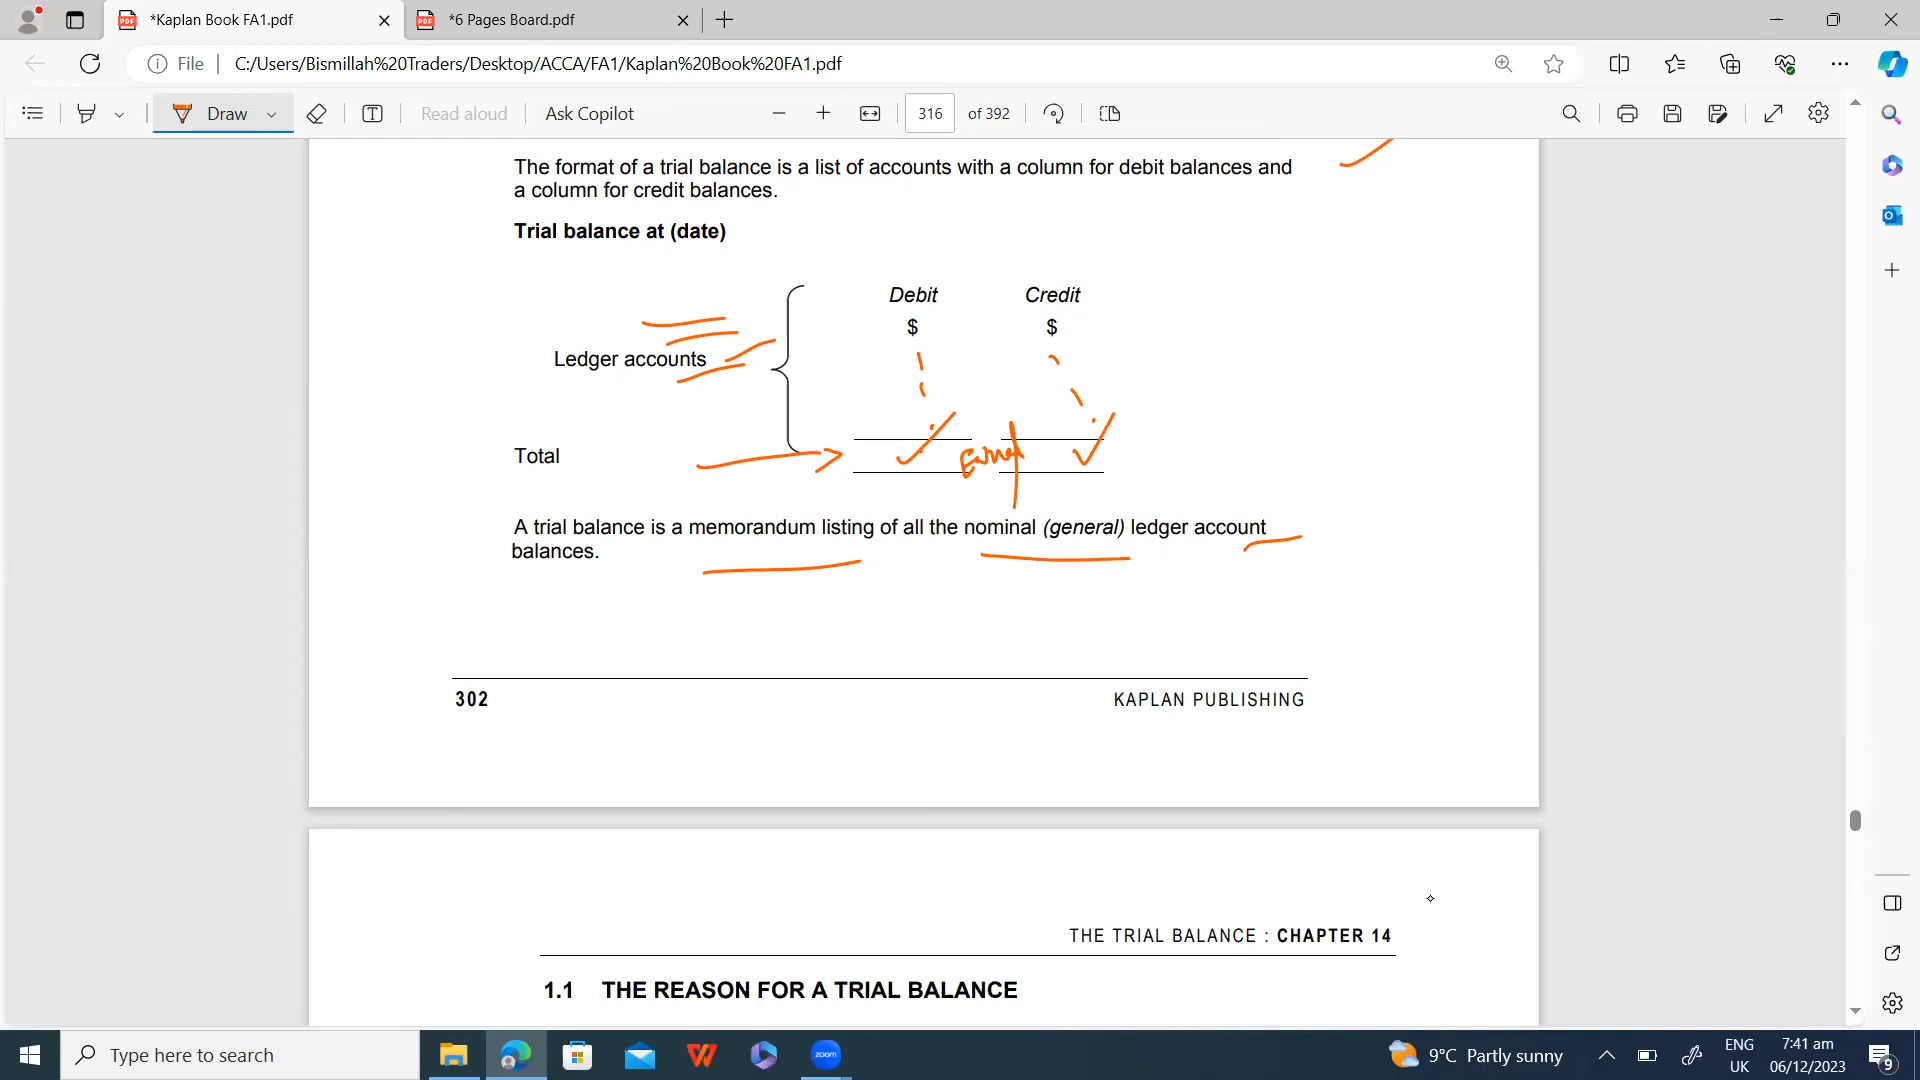 *Kaplan Book FA1.pdf
*6 Pages Board.pdf
File
C:/Users/Bismillah%20Traders/Desktop/ACCA/FA1/Kaplan%20Book%20FA1.pdf
Draw
Read aloud
Ask Copilot
316 of 392
The format of a trial balance is a list of accounts with a column for debit balances and
a column for credit balances.
Trial balance at (date)
Debit Credit
$ $
Ledger accounts
Total
A trial balance is a memorandum listing of all the nominal (general) ledger account
balances.
302 KAPLAN PUBLISHING
THE TRIAL BALANCE : CHAPTER 14
1.1 THE REASON FOR A TRIAL BALANCE
Type here to search
zoom
9°C Partly sunny
ENG
UK
7:41 am
06/12/2023
9